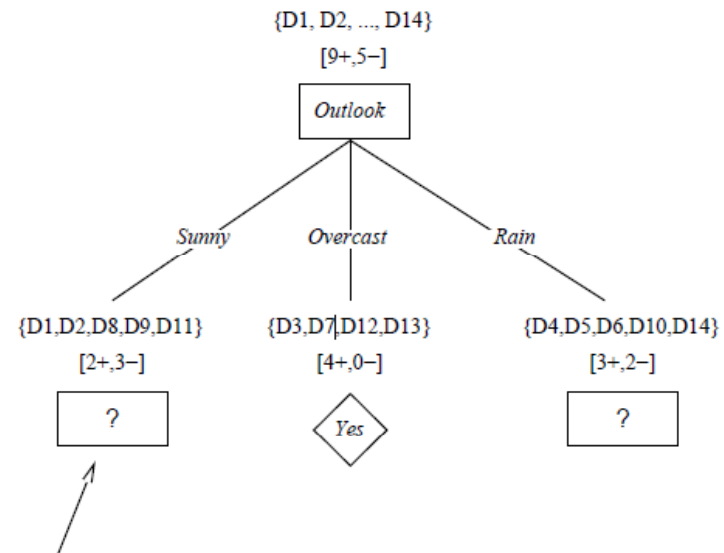 {D1, D2, ..., D14}
[9+,5−]
Outlook
Sunny Overcast Rain
{D1,D2,D8,D9,D11} {D3,D7,D12,D13} {D4,D5,D6,D10,D14}
[2+,3−] [4+,0−] [3+,2−]
? Yes ?